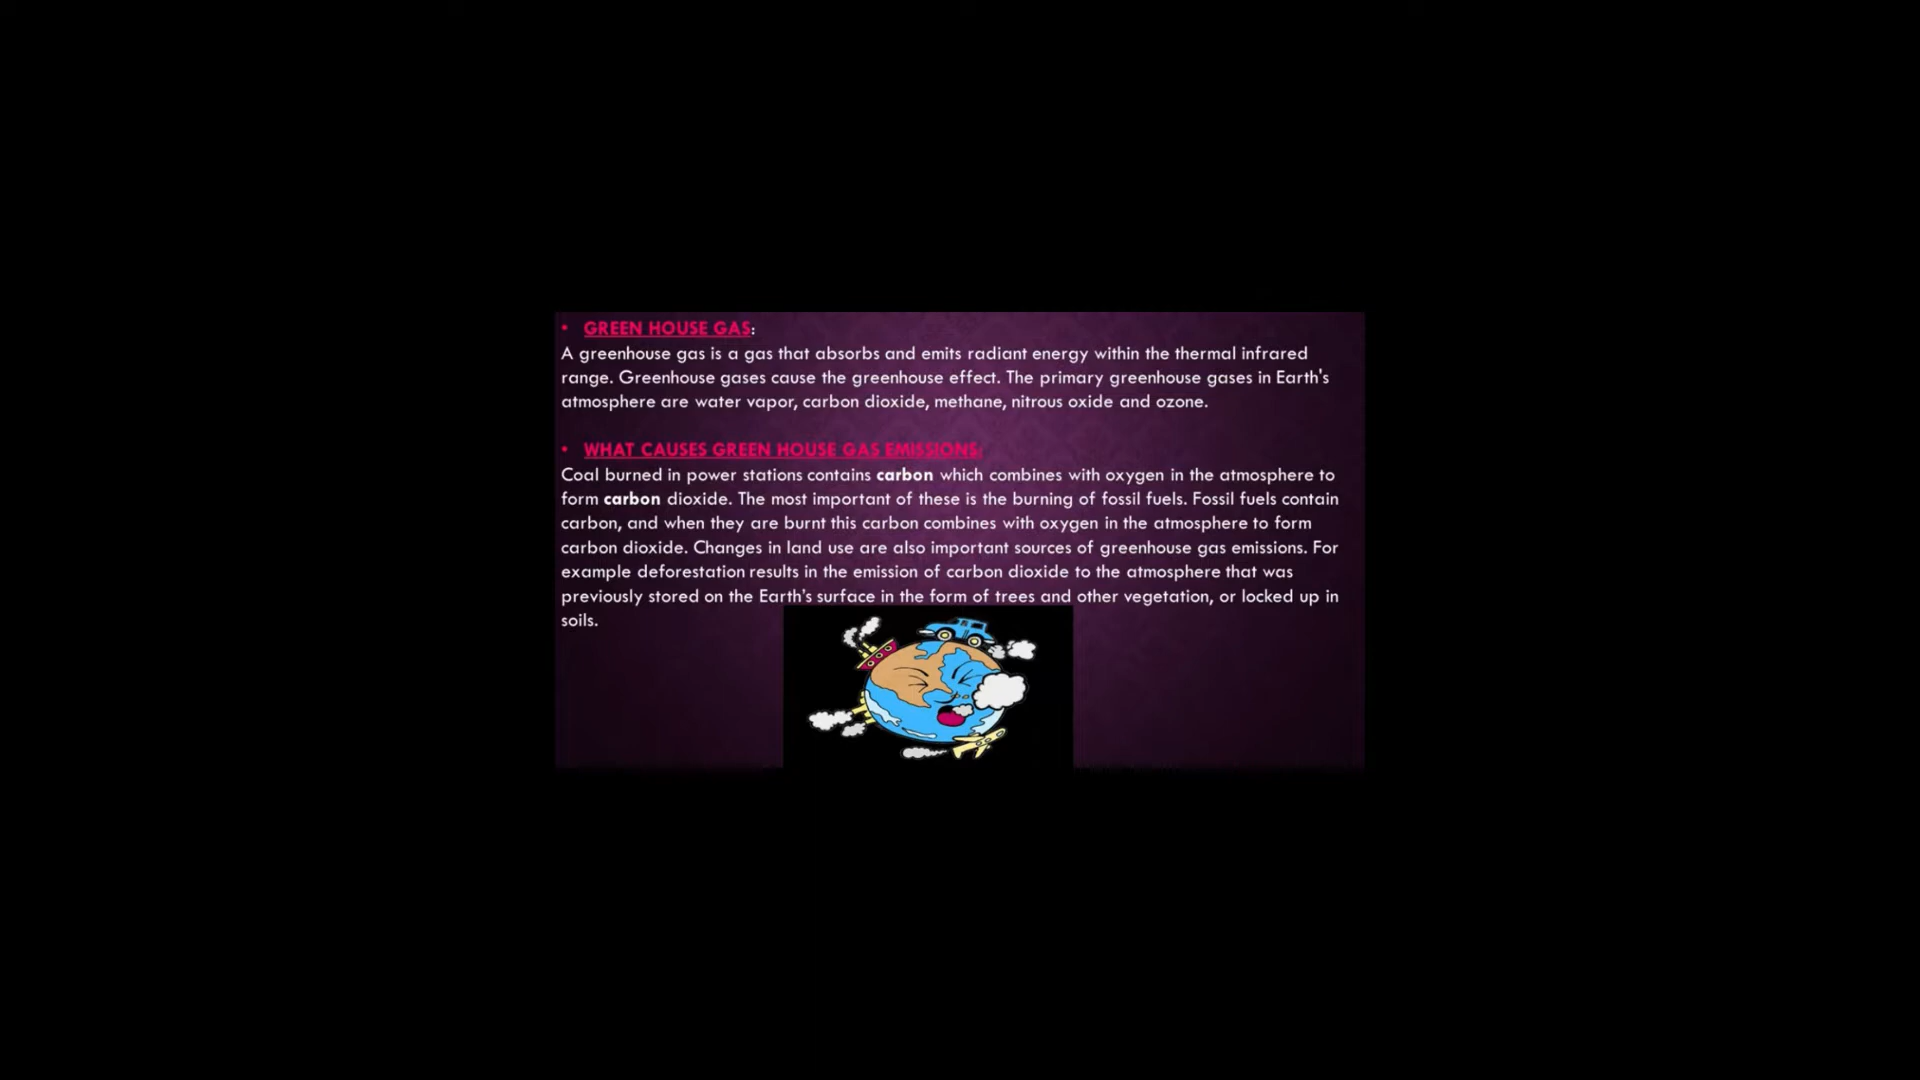 • GREEN HOUSE GAS:
A greenhouse gas is a gas that absorbs and emits radiant energy within the thermal infrared
range. Greenhouse gases cause the greenhouse effect. The primary greenhouse gases in Earth's
atmosphere are water vapor, carbon dioxide, methane, nitrous oxide and ozone.
• WHAT CAUSES GREEN HOUSE GAS EMISSIONS:
Coal burned in power stations contains carbon which combines with oxygen in the atmosphere to
form carbon dioxide. The most important of these is the burning of fossil fuels. Fossil fuels contain
carbon, and when they are burnt this carbon combines with oxygen in the atmosphere to form
carbon dioxide. Changes in land use are also important sources of greenhouse gas emissions. For
example deforestation results in the emission of carbon dioxide to the atmosphere that was
previously stored on the Earth's surface in the form of trees and other vegetation, or locked up in
soils.